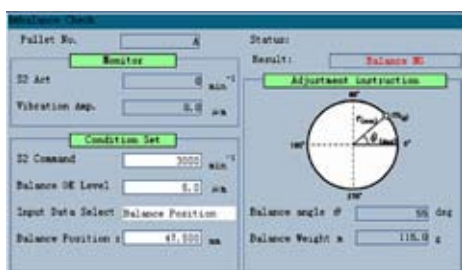 Imbalance Check
Pallet No. A
Status:
Monitor
Result: Balance NG
S2 Act 0 min⁻¹
Adjustment instruction
Vibration Amp. 0.0 μm
90°
180° 0°
θ
Condition Set
S2 Command 3000 min⁻¹
270°
Balance OK Level 5.0 μm
Input Data Select Balance Position
Balance angle θ 55 deg
Balance Position r 47.500 mm
Balance Weight m 115.0 g